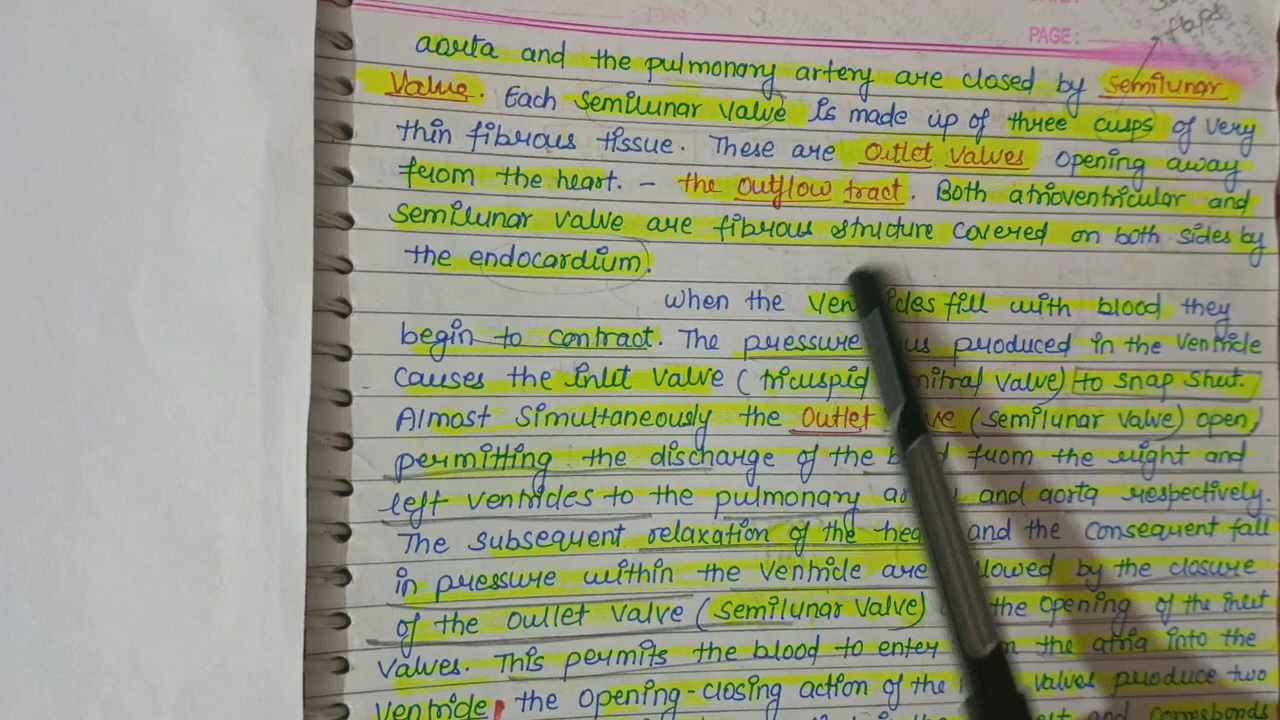 PAGE:
flaps
aorta and the pulmonary artery are closed by semilunar
Valve. Each semilunar valve is made up of three cusps of very
thin fibrous tissue. These are outlet valves opening away
from the heart. - the outflow tract. Both atrioventricular and
semilunar valve are fibrous structure covered on both sides by
the endocardium.
When the ventricles fill with blood they
begin to contract. The pressure produced in the ventricle
causes the inlet valve (tricuspid mitral valve) to snap shut.
Almost simultaneously the outlet (semilunar valve) open,
permitting the discharge of the from the right and
left ventricles to the pulmonary and aorta respectively.
The subsequent relaxation of the and the consequent fall
in pressure within the ventricle are by the closure
of the outlet valve (semilunar valve) the opening of the inlet
valves. This permits the blood to enter the atria into the
ventricle, the opening-closing action of the valves produce two
and corresponds